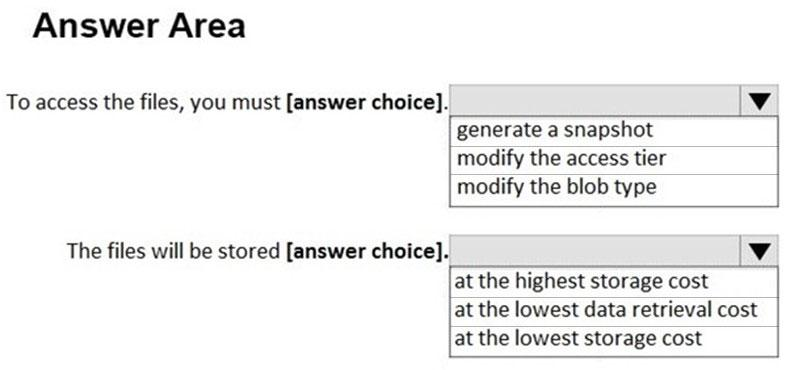 Answer Area
To access the files, you must [answer choice].
generate a snapshot
modify the access tier
modify the blob type
The files will be stored [answer choice].
at the highest storage cost
at the lowest data retrieval cost
at the lowest storage cost